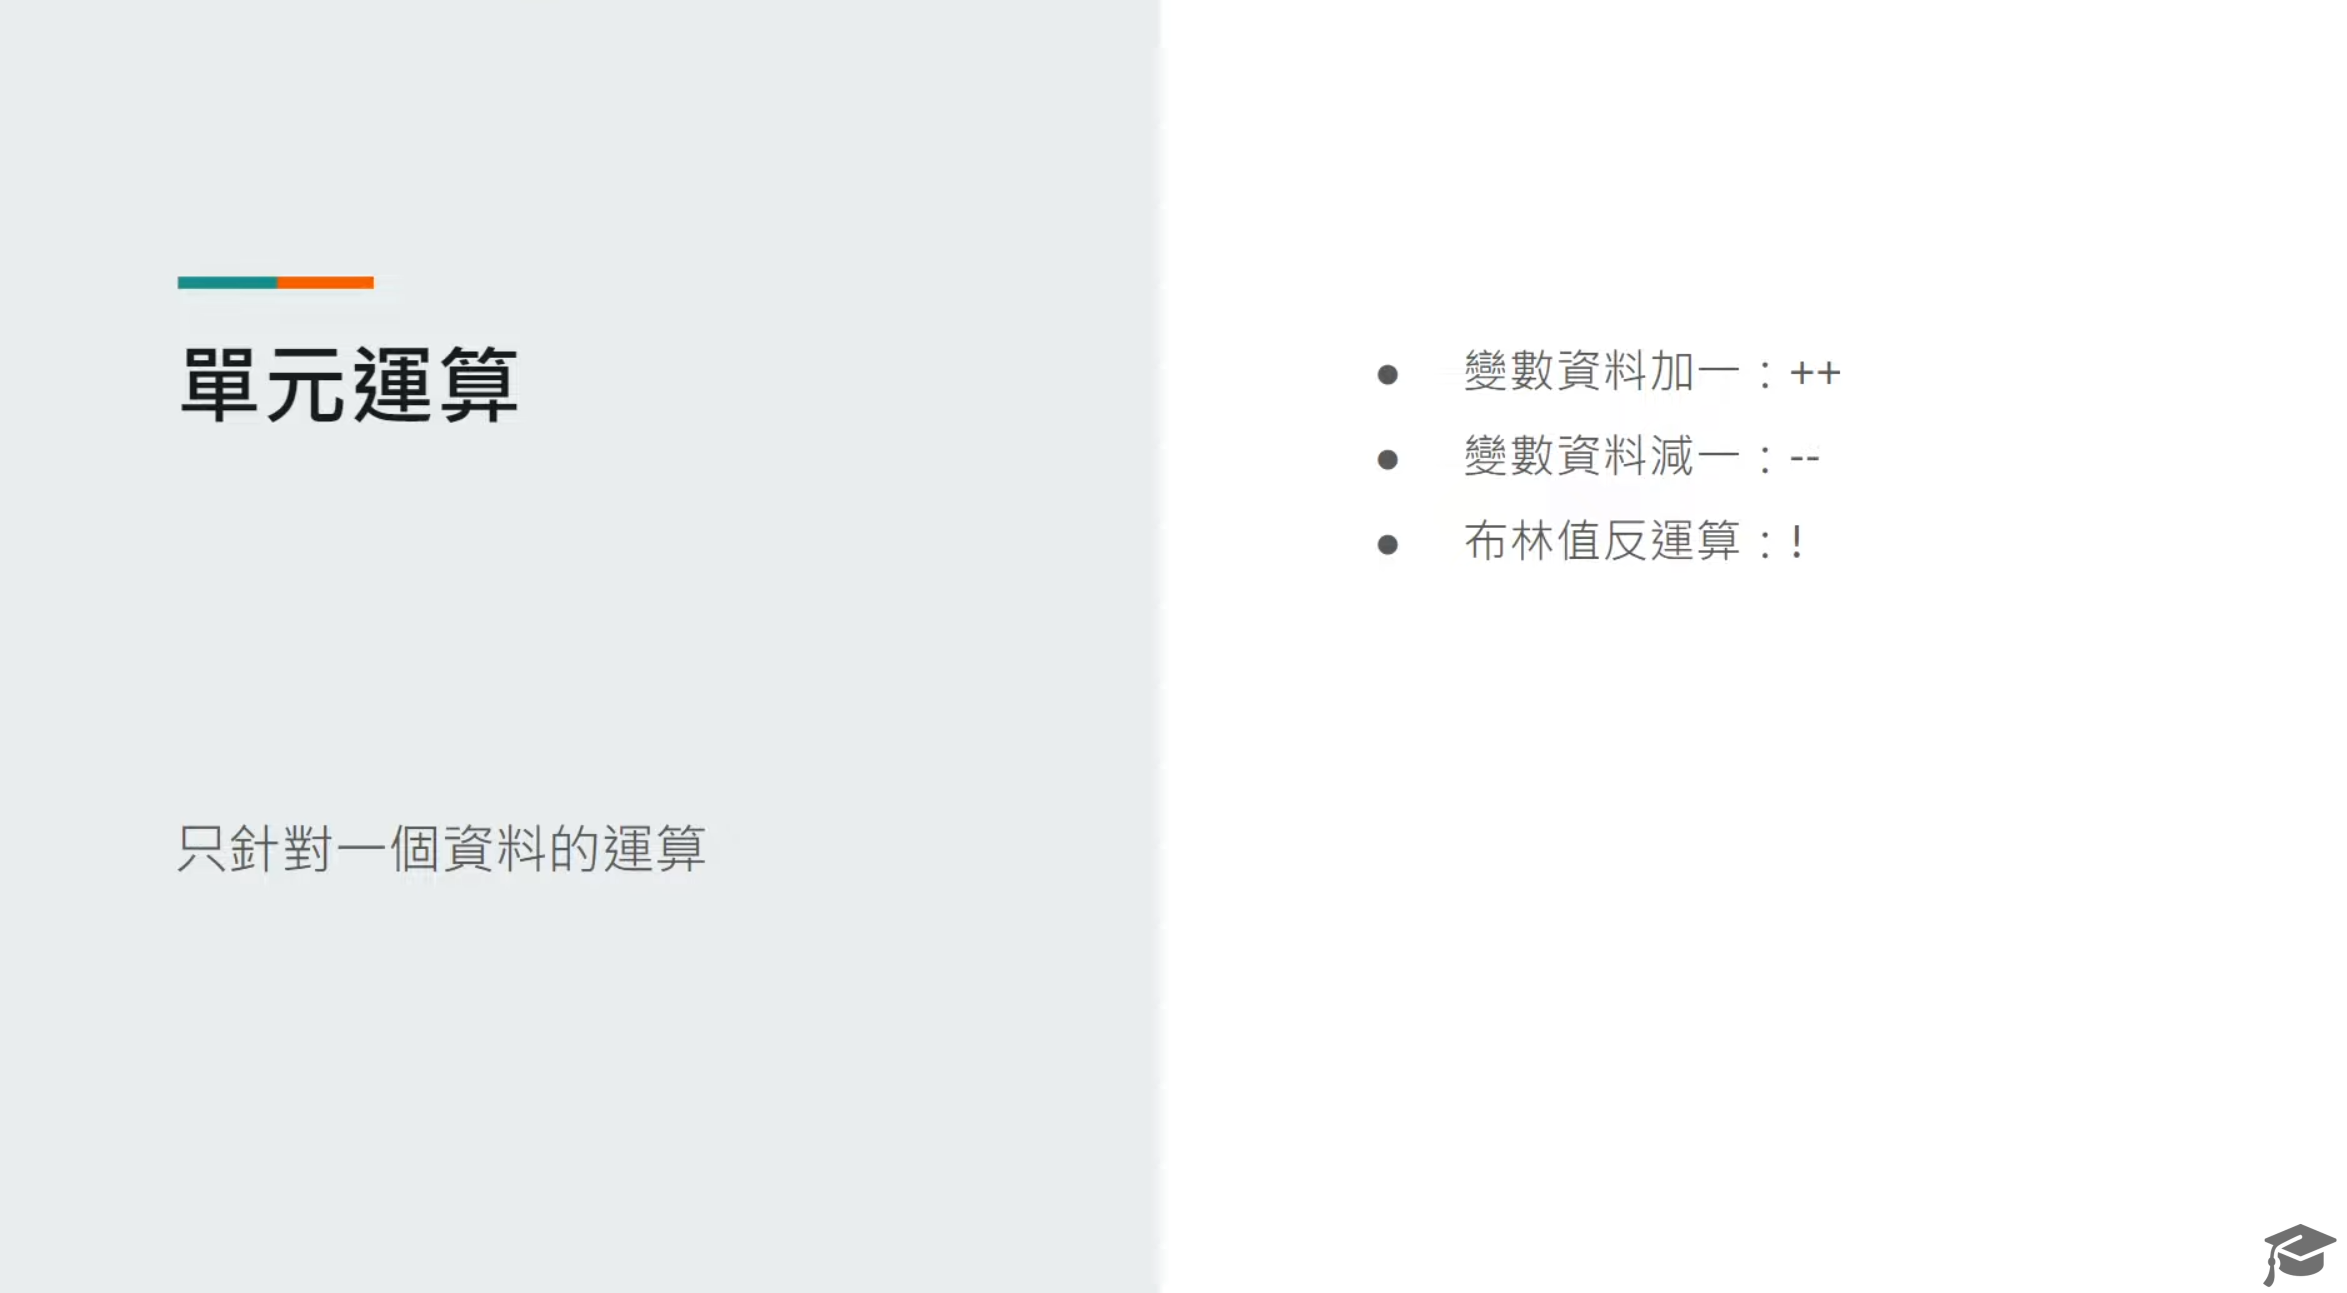 單元運算
只針對一個資料的運算
● 變數資料加一：++
● 變數資料減一：--
● 布林值反運算：!